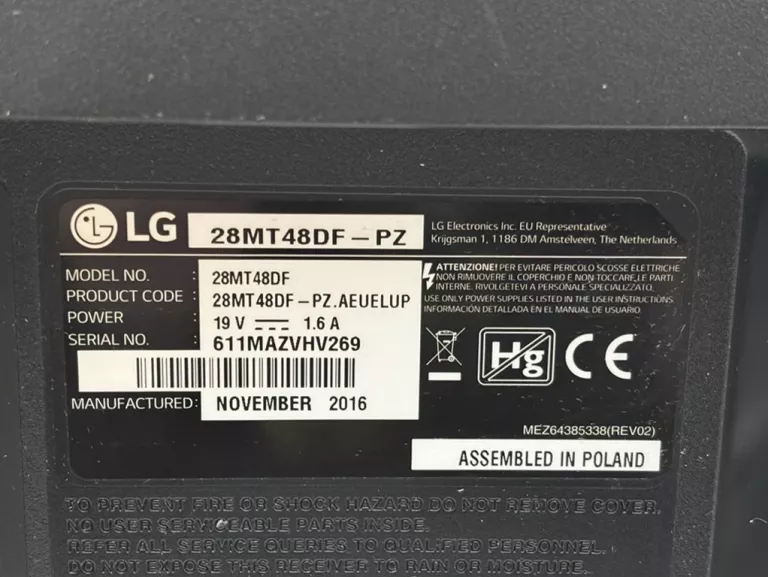 LG 28MT48DF-PZ
LG Electronics Inc. EU Representative
Krijgsman 1, 1186 DM Amstelveen, The Netherlands
MODEL NO. : 28MT48DF
PRODUCT CODE : 28MT48DF-PZ.AEUELUP
POWER : 19 V ⎓ 1.6 A
SERIAL NO. : 611MAZVHV269
MANUFACTURED: NOVEMBER 2016
ATTENZIONE! PER EVITARE PERICOLO SCOSSE ELETTRICHE
NON RIMUOVERE IL COPERCHIO E NON TOCCARE,LE PARTI
INTERNE. RIVOLGETEVI A PERSONALE SPECIALIZZATO.
USE ONLY POWER SUPPLIES LISTED IN THE USER INSTRUCTIONS.
INFORMACIÓN DETALLADA EN EL MANUAL DE USUARIO.
Hg CE
MEZ64385338(REV02)
ASSEMBLED IN POLAND
TO PREVENT FIRE OR SHOCK HAZARD DO NOT REMOVE COVER.
NO USER SERVICEABLE PARTS INSIDE.
REFER ALL SERVICE QUERIES TO QUALIFIED PERSONNEL.
DO NOT EXPOSE THIS RECEIVER TO RAIN OR MOISTURE.